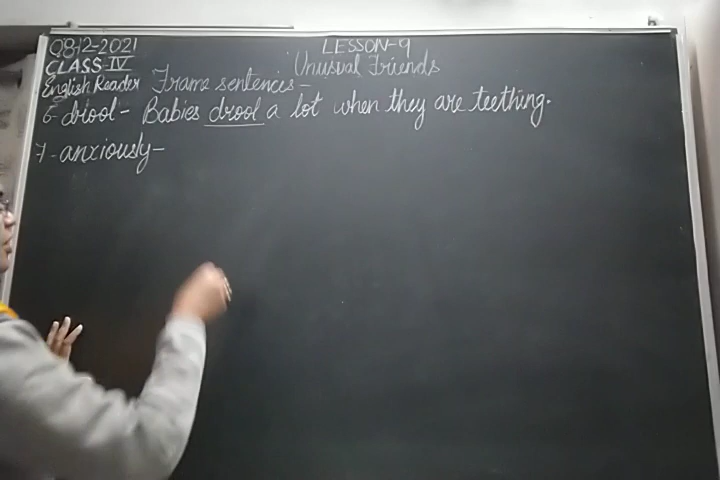 08-12-2021
LESSON-9
CLASS-IV
Unusual Friends
English Reader
Frame sentences-
6- drool- Babies drool a lot when they are teething.
7- anxiously-